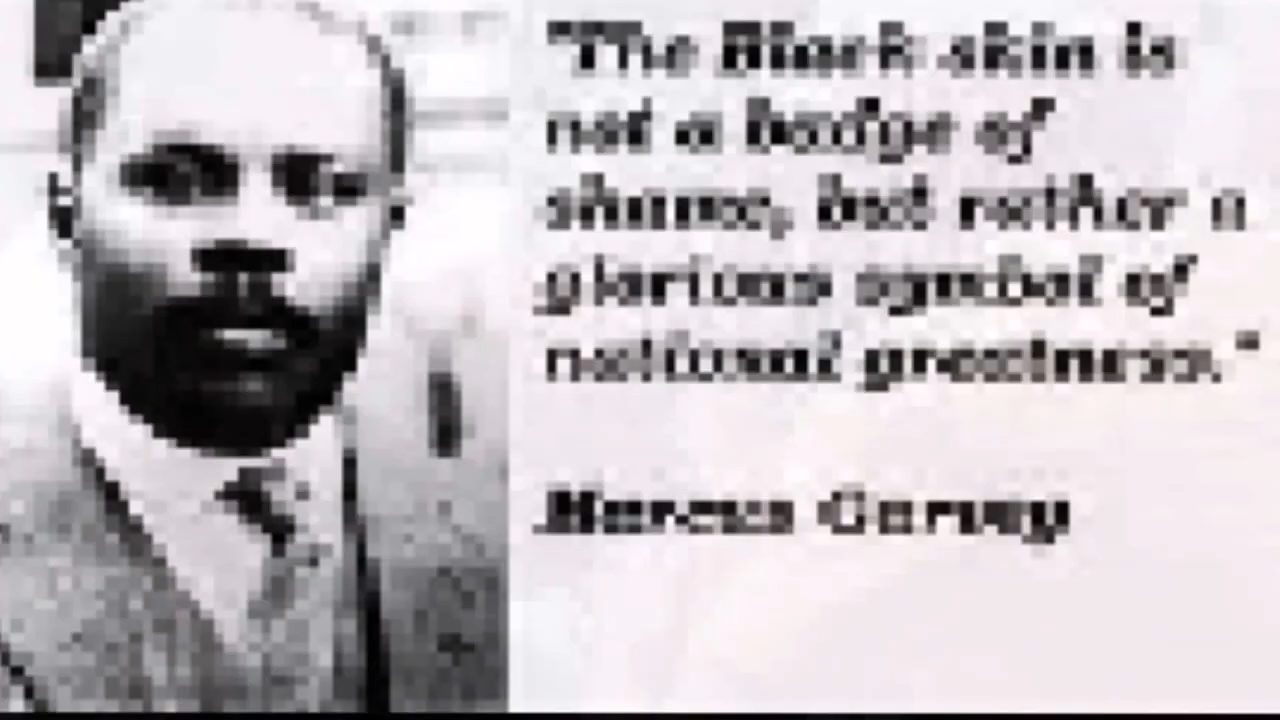 "The Black skin is
not a badge of
shame, but rather a
glorious symbol of
national greatness."
Marcus Garvey